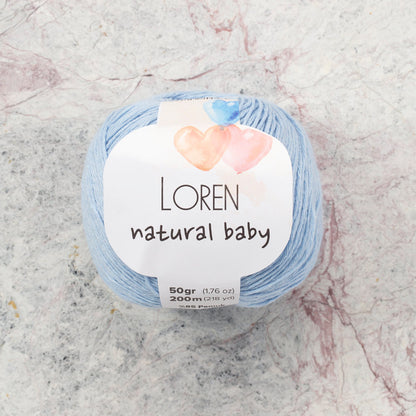 LOREN
natural baby
50gr (1,76 oz)
200m (218 yd)